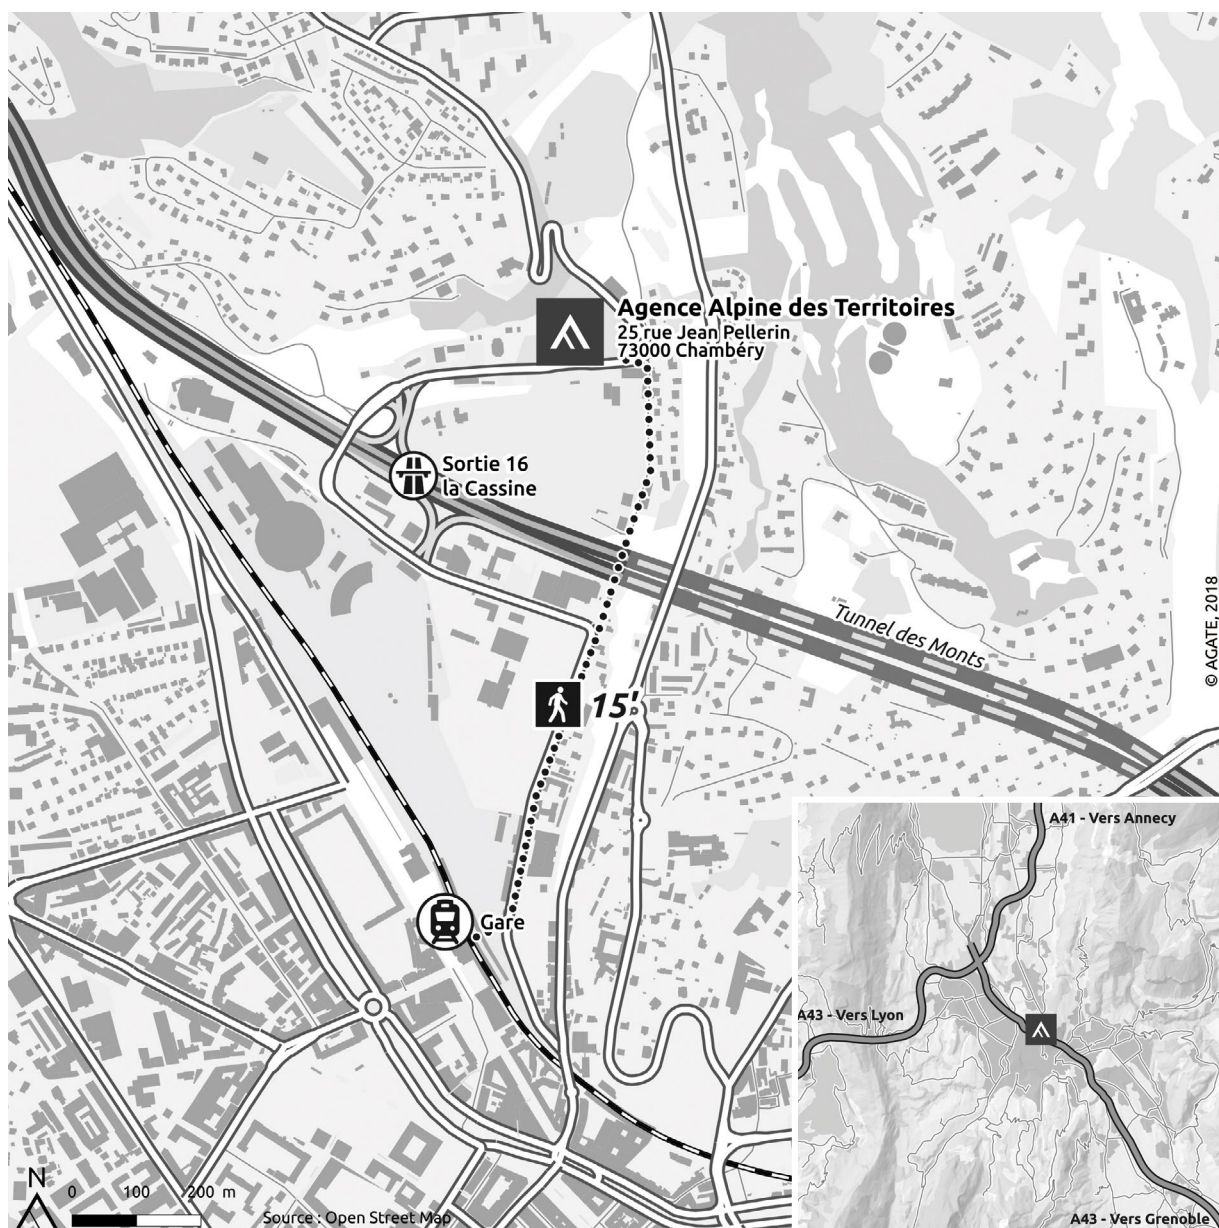 Agence Alpine des Territoires
25 rue Jean Pellerin
73000 Chambéry
Sortie 16
la Cassine
Tunnel des Monts
© AGATE, 2018
15'
Gare
A41 - Vers Annecy
A43 - Vers Lyon
A43 - Vers Grenoble
N
0 100 200 m
Source : Open Street Map